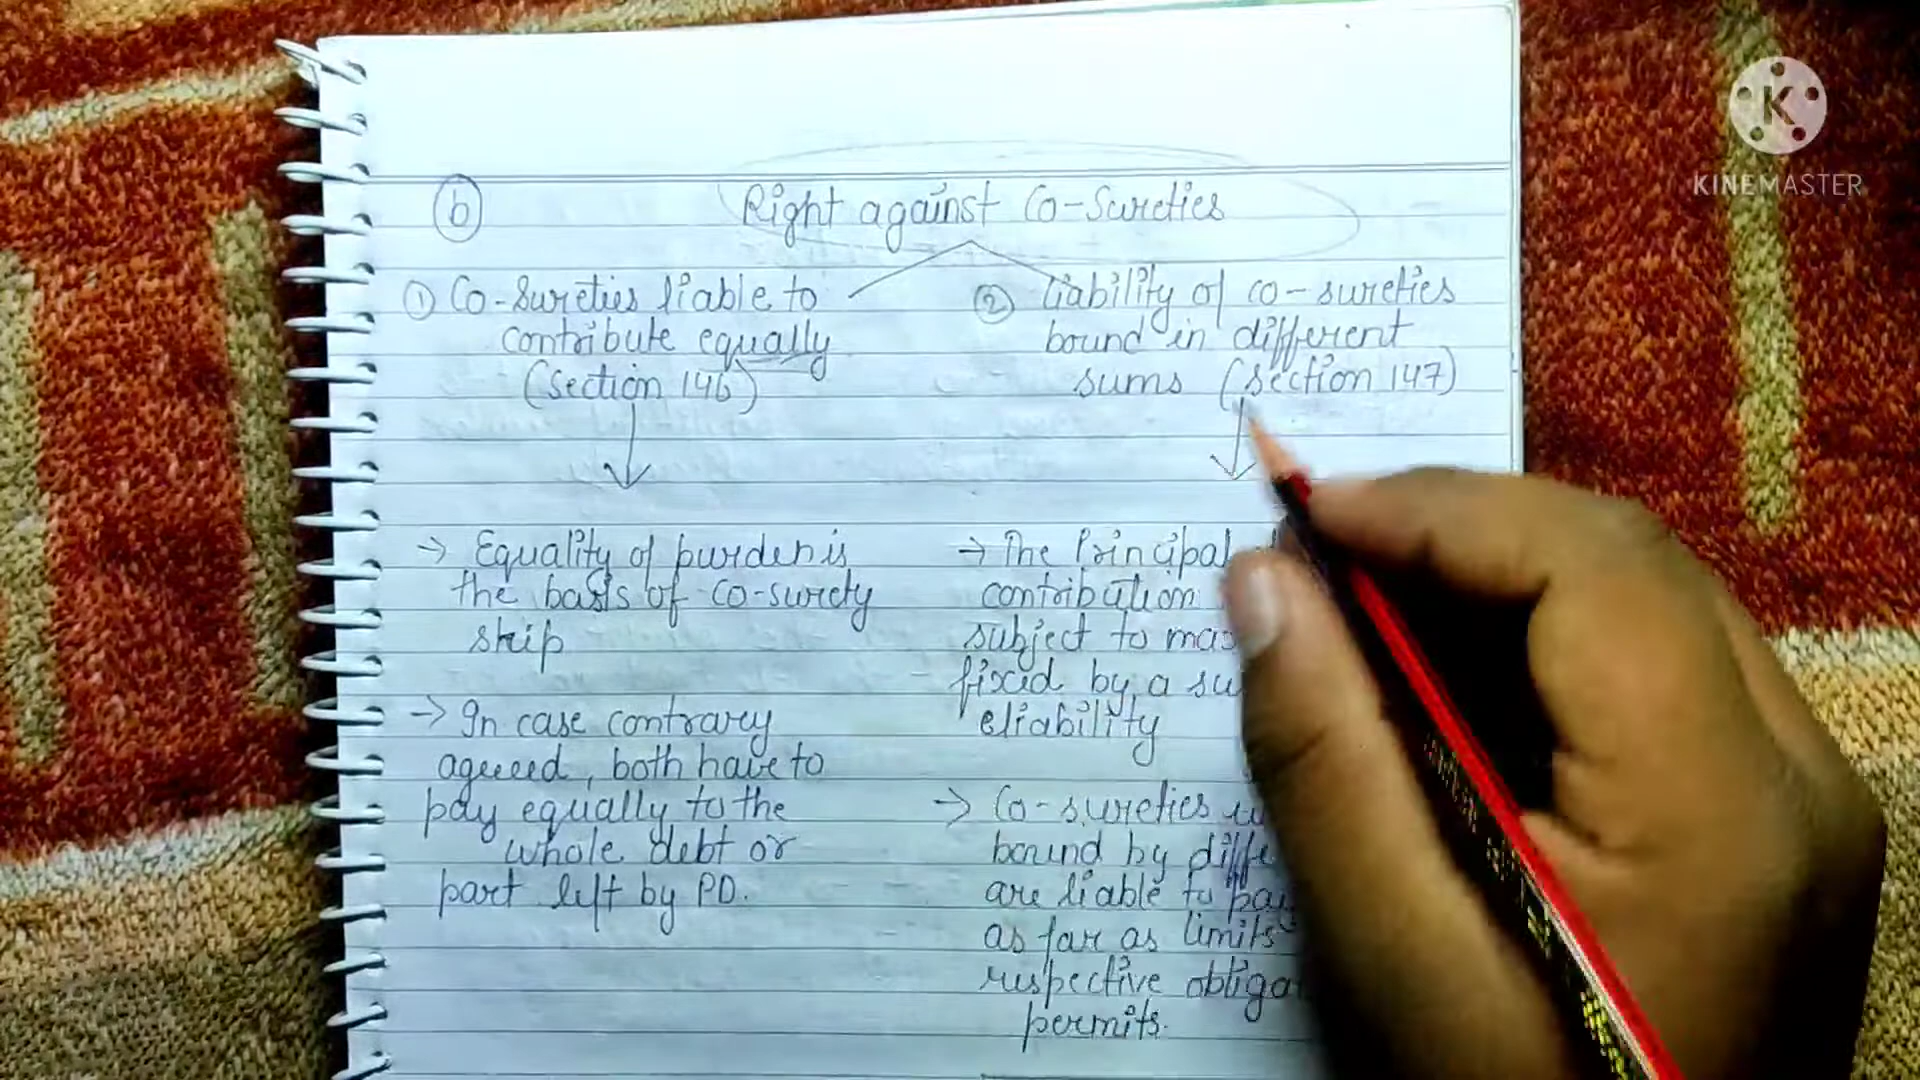 b
Right against Co-Sureties
① Co-Sureties liable to
contribute equally
(section 146)
→ Equality of burden is
the basis of co-surety
ship
→ In case contrary
agreeed, both have to
pay equally to the
whole debt or
part left by PD.
② liability of co-sureties
bound in different
sums (section 147)
→ The Principal
contribution
subject to
fixed by a
eliability
→ Co-sureties
bound by
are liable to
as far as limits
respective
permits.
K
KINEMASTER